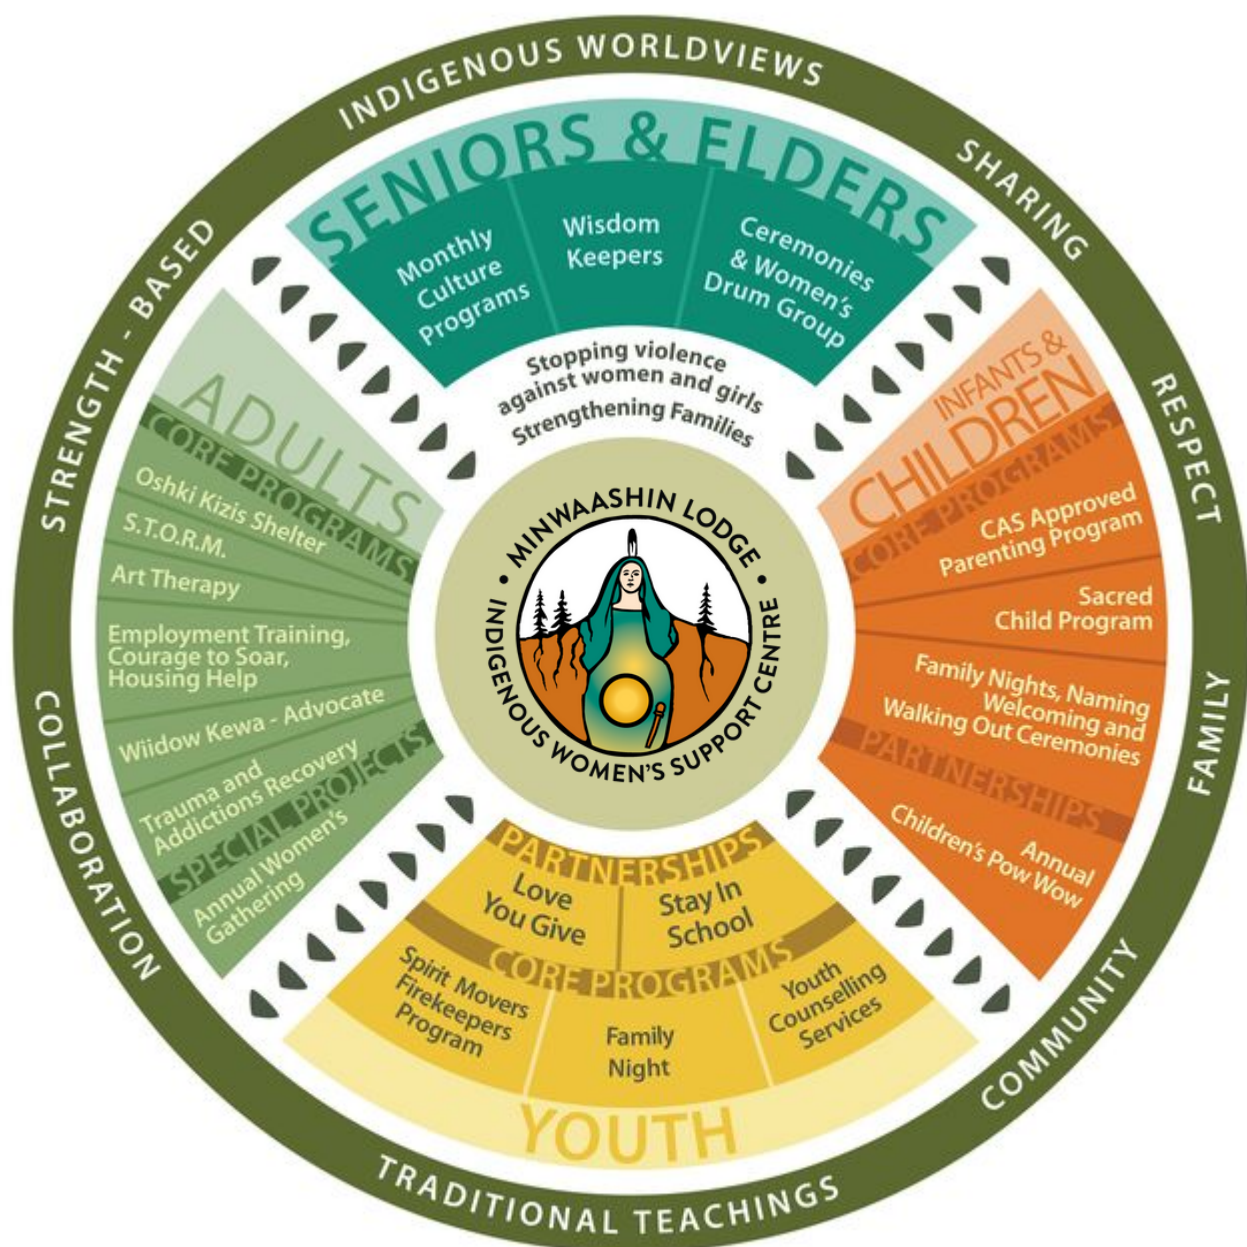 INDIGENOUS WORLDVIEWS
SHARING
RESPECT
FAMILY
COMMUNITY
TRADITIONAL TEACHINGS
COLLABORATION
STRENGTH - BASED
SENIORS & ELDERS
Monthly
Culture
Programs
Wisdom
Keepers
Ceremonies
& Women's
Drum Group
Stopping violence
against women and girls
Strengthening Families
INFANTS &
CHILDREN
CORE PROGRAMS
CAS Approved
Parenting Program
Sacred
Child Program
Family Nights, Naming
Welcoming and
Walking Out Ceremonies
PARTNERSHIPS
Annual
Children's Pow Wow
PARTNERSHIPS
Love
You Give
Stay In
School
CORE PROGRAMS
Spirit Movers
Firekeepers
Program
Family
Night
Youth
Counselling
Services
YOUTH
ADULTS
CORE PROGRAMS
Oshki Kizis Shelter
S.T.O.R.M.
Art Therapy
Employment Training,
Courage to Soar,
Housing Help
Wiidow Kewa - Advocate
Trauma and
Addictions Recovery
SPECIAL PROJECTS
Annual Women's
Gathering
• MINWAASHIN LODGE •
INDIGENOUS WOMEN'S SUPPORT CENTRE